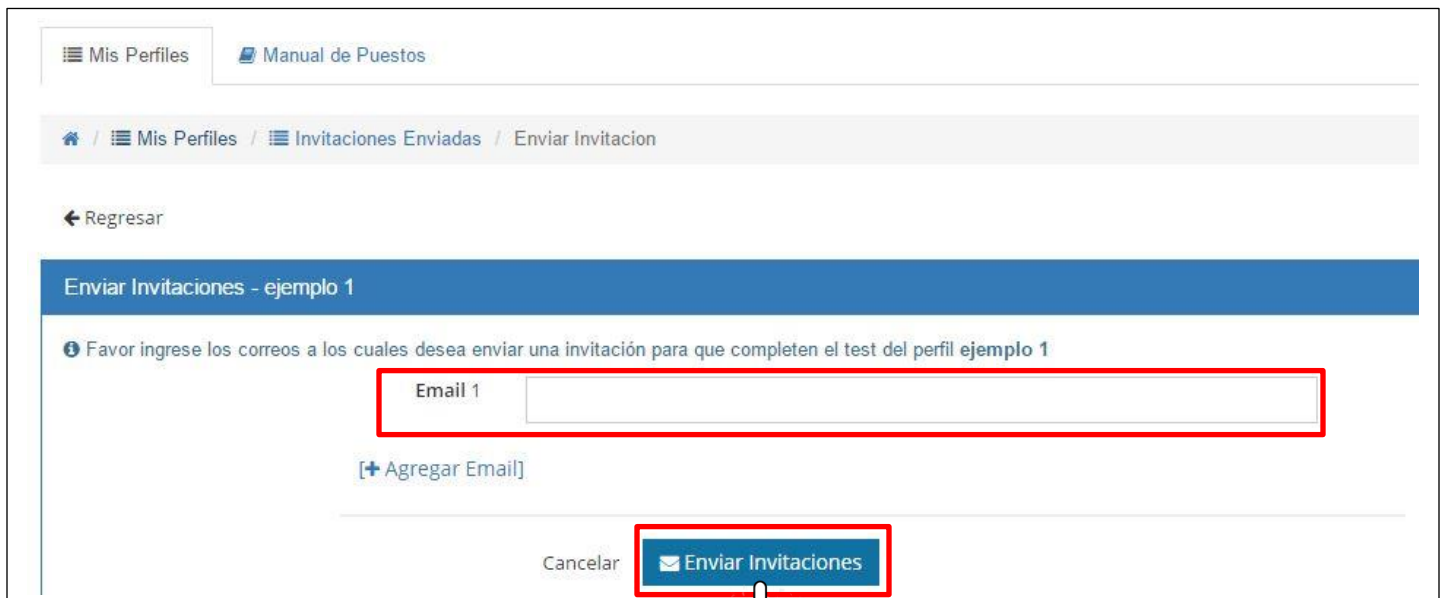 Mis Perfiles Manual de Puestos
/ Mis Perfiles / Invitaciones Enviadas / Enviar Invitacion
Regresar
Enviar Invitaciones - ejemplo 1
Favor ingrese los correos a los cuales desea enviar una invitación para que completen el test del perfil ejemplo 1
Email 1
[+ Agregar Email]
Cancelar Enviar Invitaciones